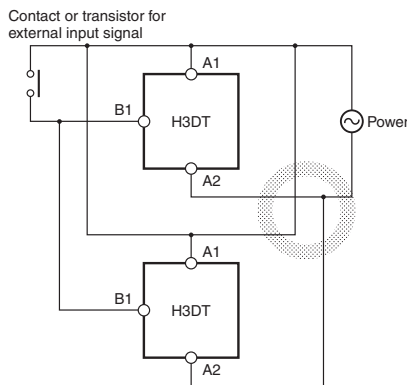 Contact or transistor for
external input signal
A1
B1
H3DT
Power
A2
A1
B1
H3DT
A2